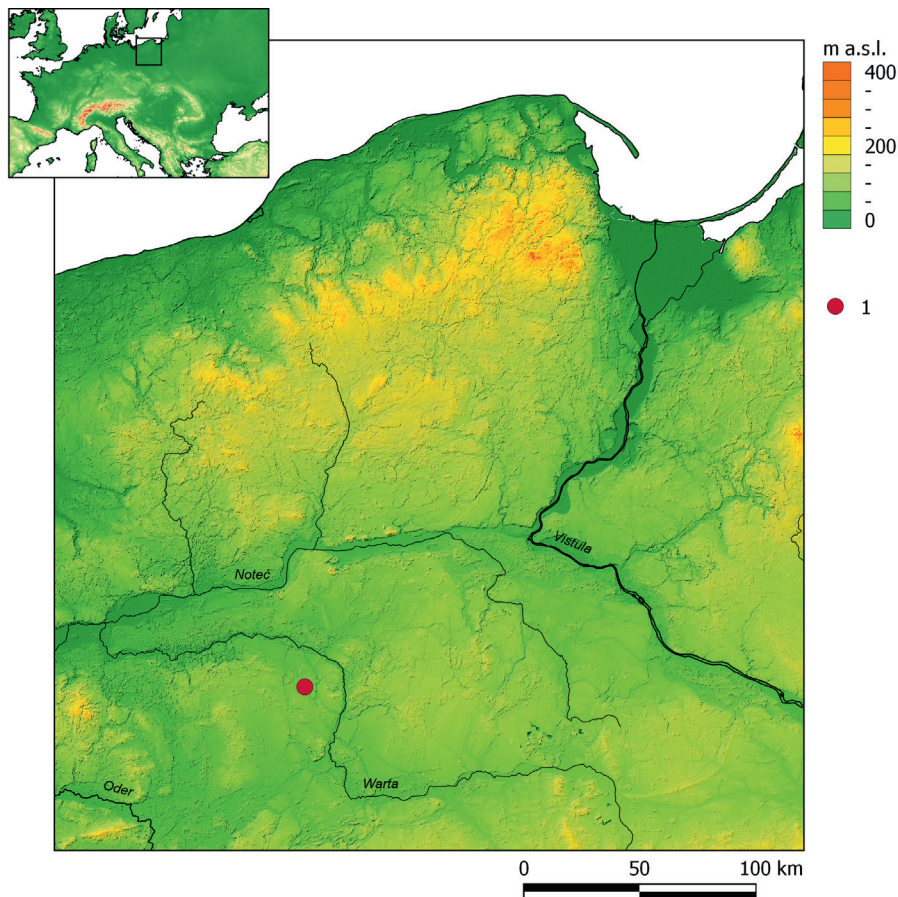 m a.s.l.
400
-
-
200
-
-
0
1
Vistula
Noteć
Warta
Oder
0 50 100 km